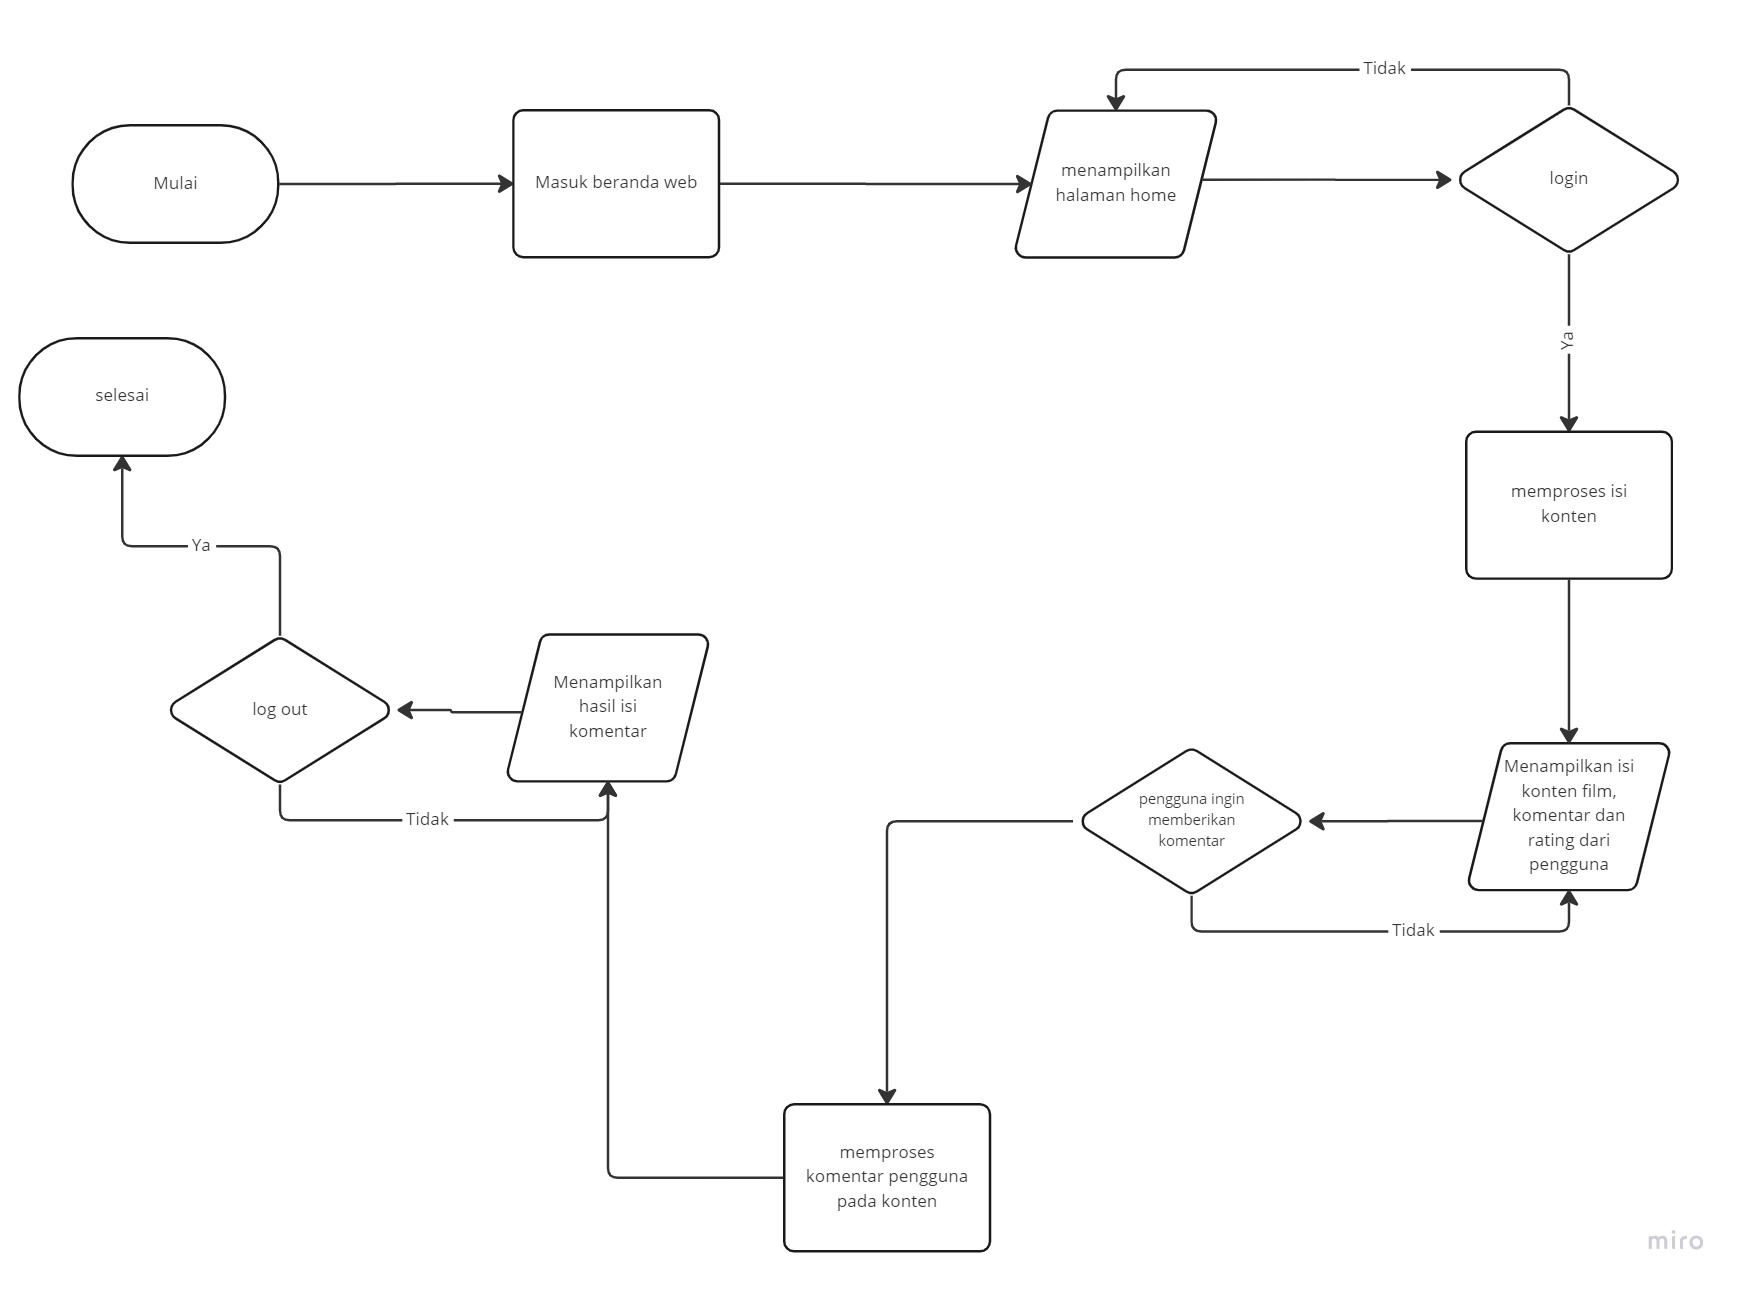 Tidak
Mulai
Masuk beranda web
menampilkan
halaman home
login
Ya
selesai
memproses isi
konten
Ya
log out
Menampilkan
hasil isi
komentar
Tidak
pengguna ingin
memberikan
komentar
Menampilkan isi
konten film,
komentar dan
rating dari
pengguna
Tidak
memproses
komentar pengguna
pada konten
miro